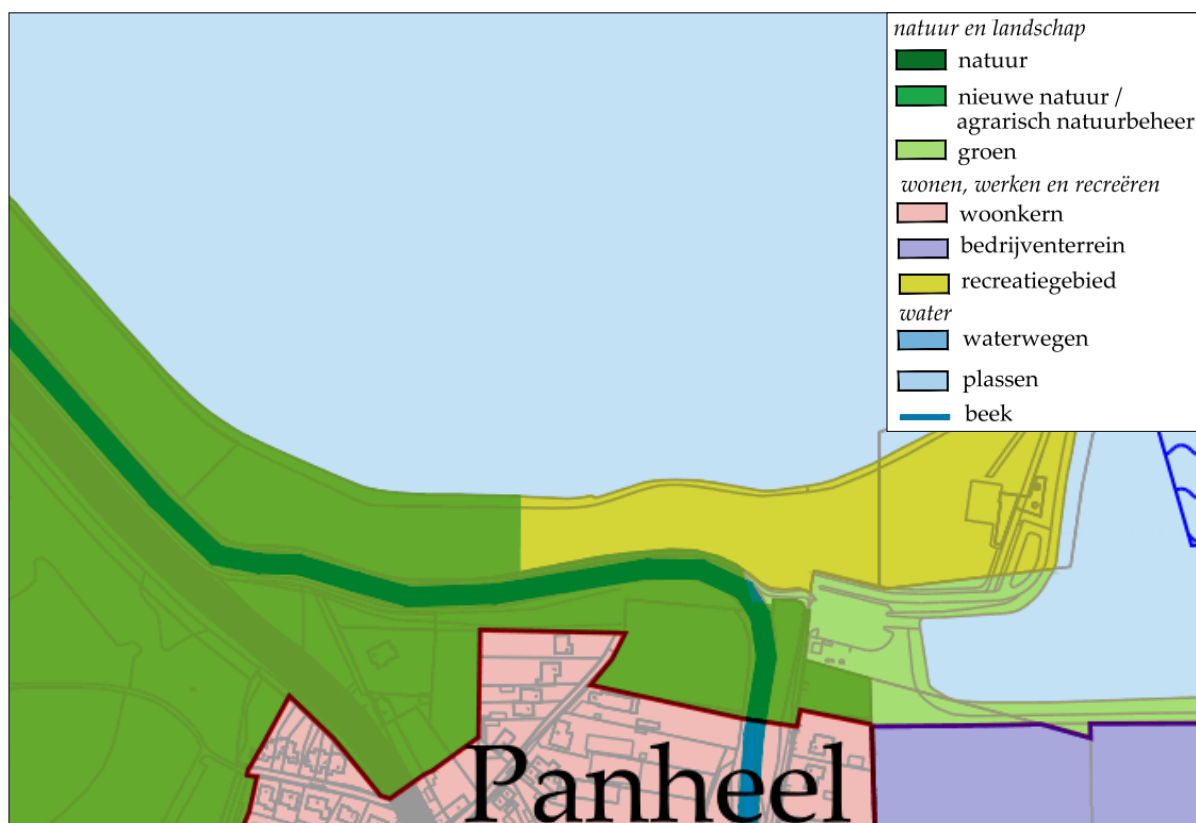 natuur en landschap
natuur
nieuwe natuur /
agrarisch natuurbeheer
groen
wonen, werken en recreëren
woonkern
bedrijventerrein
recreatiegebied
water
waterwegen
plassen
beek
Panheel